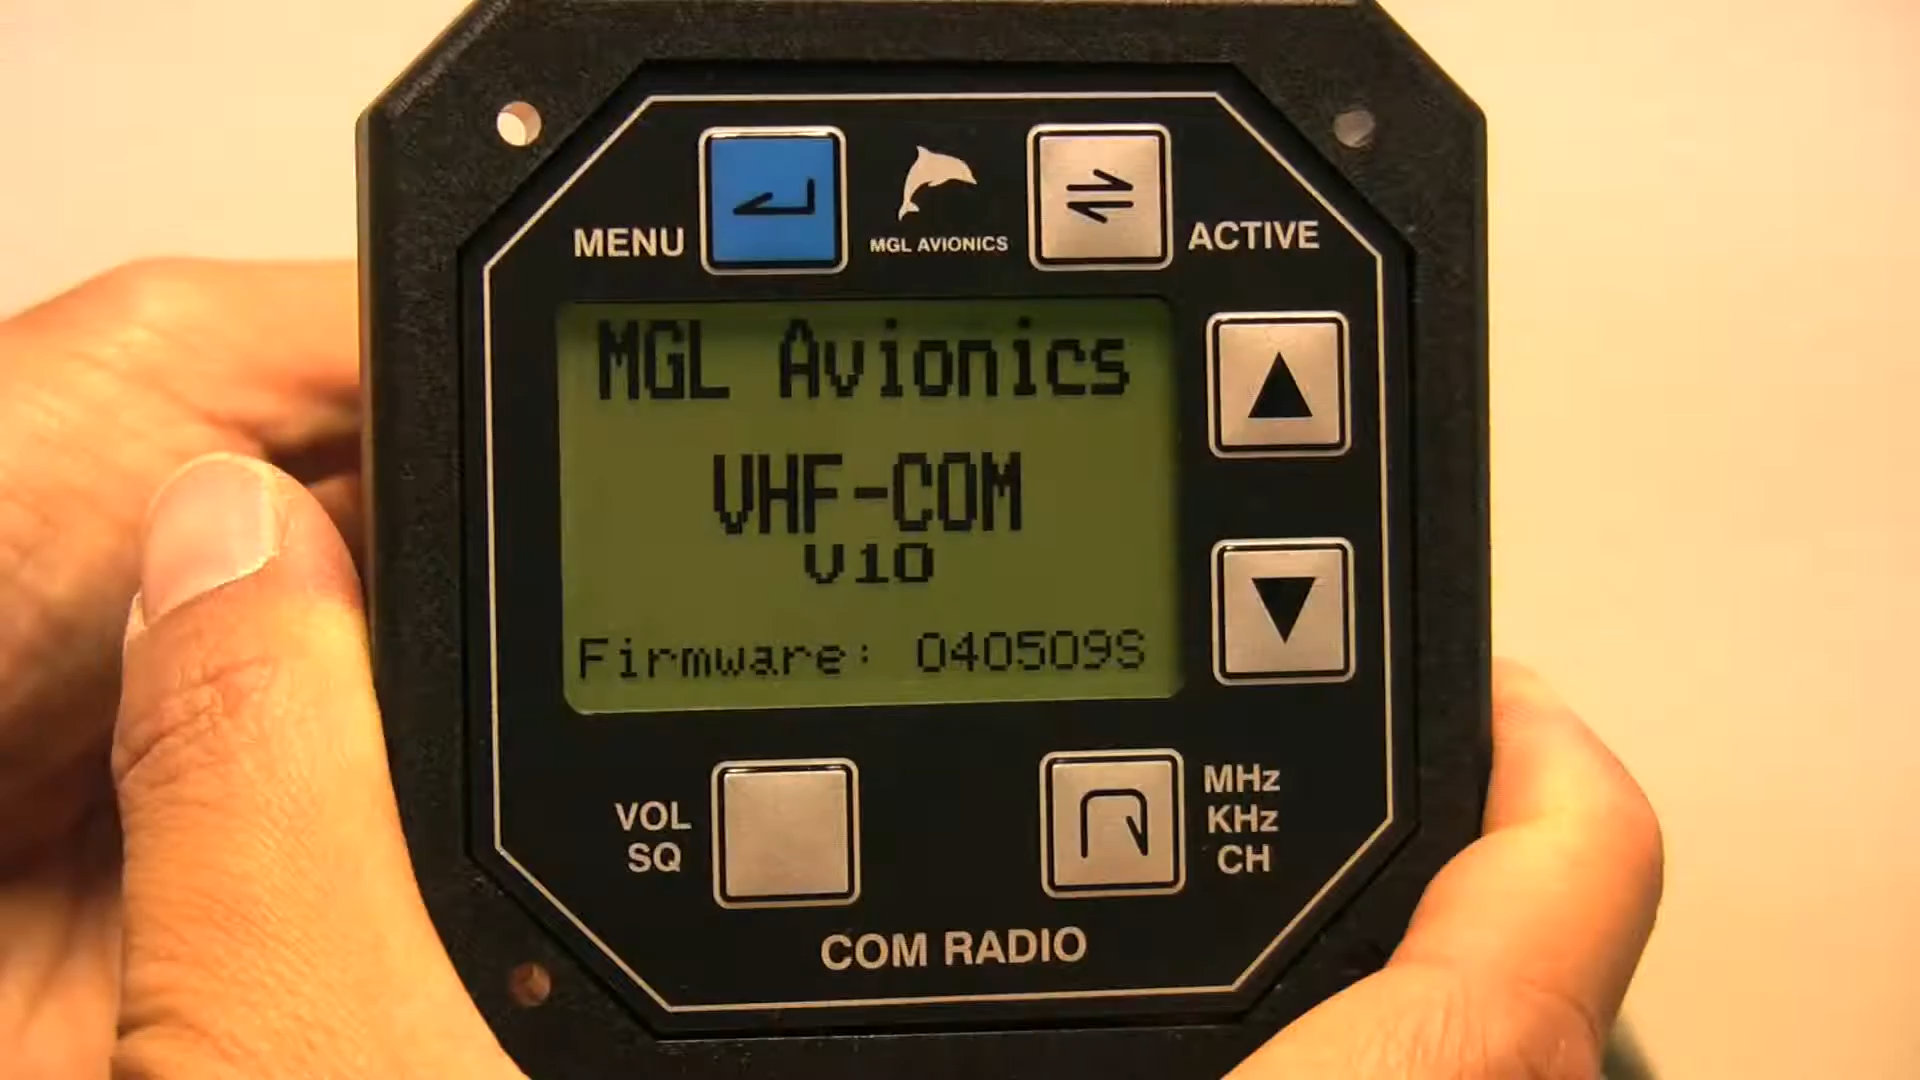 MENU
MGL AVIONICS
ACTIVE
MGL Avionics
VHF-COM
V10
Firmware: 040509S
VOL
SQ
MHz
KHz
CH
COM RADIO